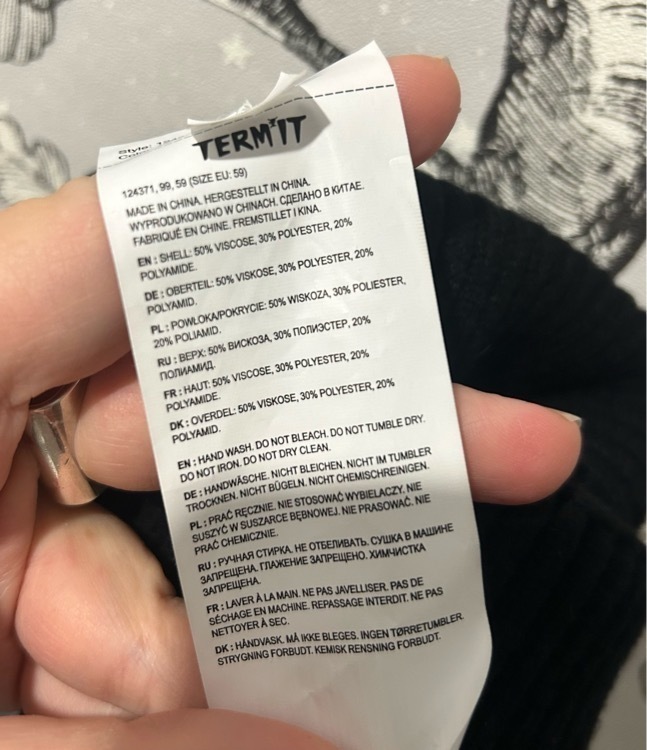 Style:
TERMIT
124371, 99, 59 (SIZE EU: 59)
MADE IN CHINA. HERGESTELLT IN CHINA.
WYPRODUKOWANO W CHINACH. СДЕЛАНО В КИТАЕ.
FABRIQUÉ EN CHINE. FREMSTILLET I KINA.
EN : SHELL: 50% VISCOSE, 30% POLYESTER, 20%
POLYAMIDE.
DE : OBERTEIL: 50% VISKOSE, 30% POLYESTER, 20%
POLYAMID.
PL : POWŁOKA/POKRYCIE: 50% WISKOZA, 30% POLIESTER,
20% POLIAMID.
RU : ВЕРХ: 50% ВИСКОЗА, 30% ПОЛИЭСТЕР, 20%
ПОЛИАМИД.
FR : HAUT: 50% VISCOSE, 30% POLYESTER, 20%
POLYAMIDE.
DK : OVERDEL: 50% VISKOSE, 30% POLYESTER, 20%
POLYAMID.
EN : HAND WASH. DO NOT BLEACH. DO NOT TUMBLE DRY.
DO NOT IRON. DO NOT DRY CLEAN.
DE : HANDWÄSCHE. NICHT BLEICHEN. NICHT IM TUMBLER
TROCKNEN. NICHT BÜGELN. NICHT CHEMISCHREINIGEN.
PL : PRAĆ RĘCZNIE. NIE STOSOWAĆ WYBIELACZY. NIE
SUSZYĆ W SUSZARCE BĘBNOWEJ. NIE PRASOWAĆ. NIE
PRAĆ CHEMICZNIE.
RU : РУЧНАЯ СТИРКА. НЕ ОТБЕЛИВАТЬ. СУШКА В МАШИНЕ
ЗАПРЕЩЕНА. ГЛАЖЕНИЕ ЗАПРЕЩЕНО. ХИМЧИСТКА
ЗАПРЕЩЕНА.
FR : LAVER À LA MAIN. NE PAS JAVELLISER. PAS DE
SÉCHAGE EN MACHINE. REPASSAGE INTERDIT. NE PAS
NETTOYER À SEC.
DK : HÅNDVASK. MÅ IKKE BLEGES. INGEN TØRRETUMBLER.
STRYGNING FORBUDT. KEMISK RENSNING FORBUDT.